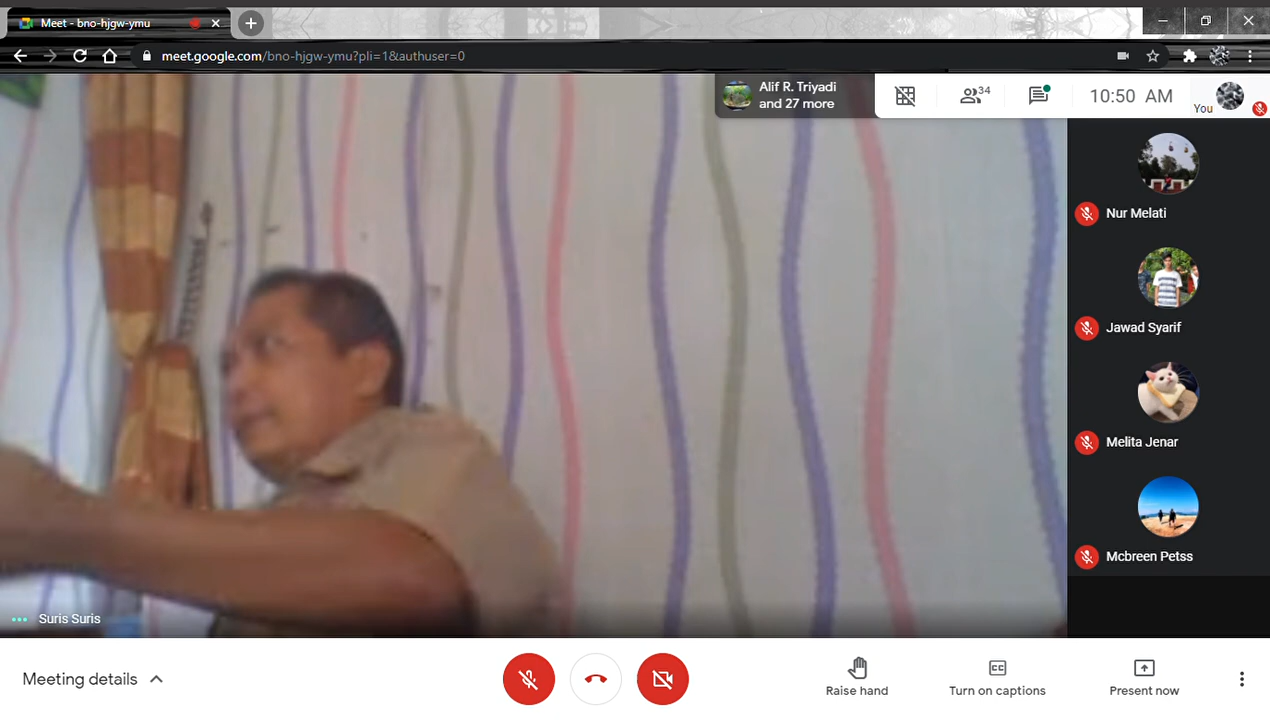 Meet - bno-hjgw-ymu
meet.google.com/bno-hjgw-ymu?pli=1&authuser=0
Alif R. Triyadi
and 27 more
34
10:50 AM
You
Nur Melati
Jawad Syarif
Melita Jenar
Mcbreen Petss
Suris Suris
Meeting details
Raise hand
CC
Turn on captions
Present now